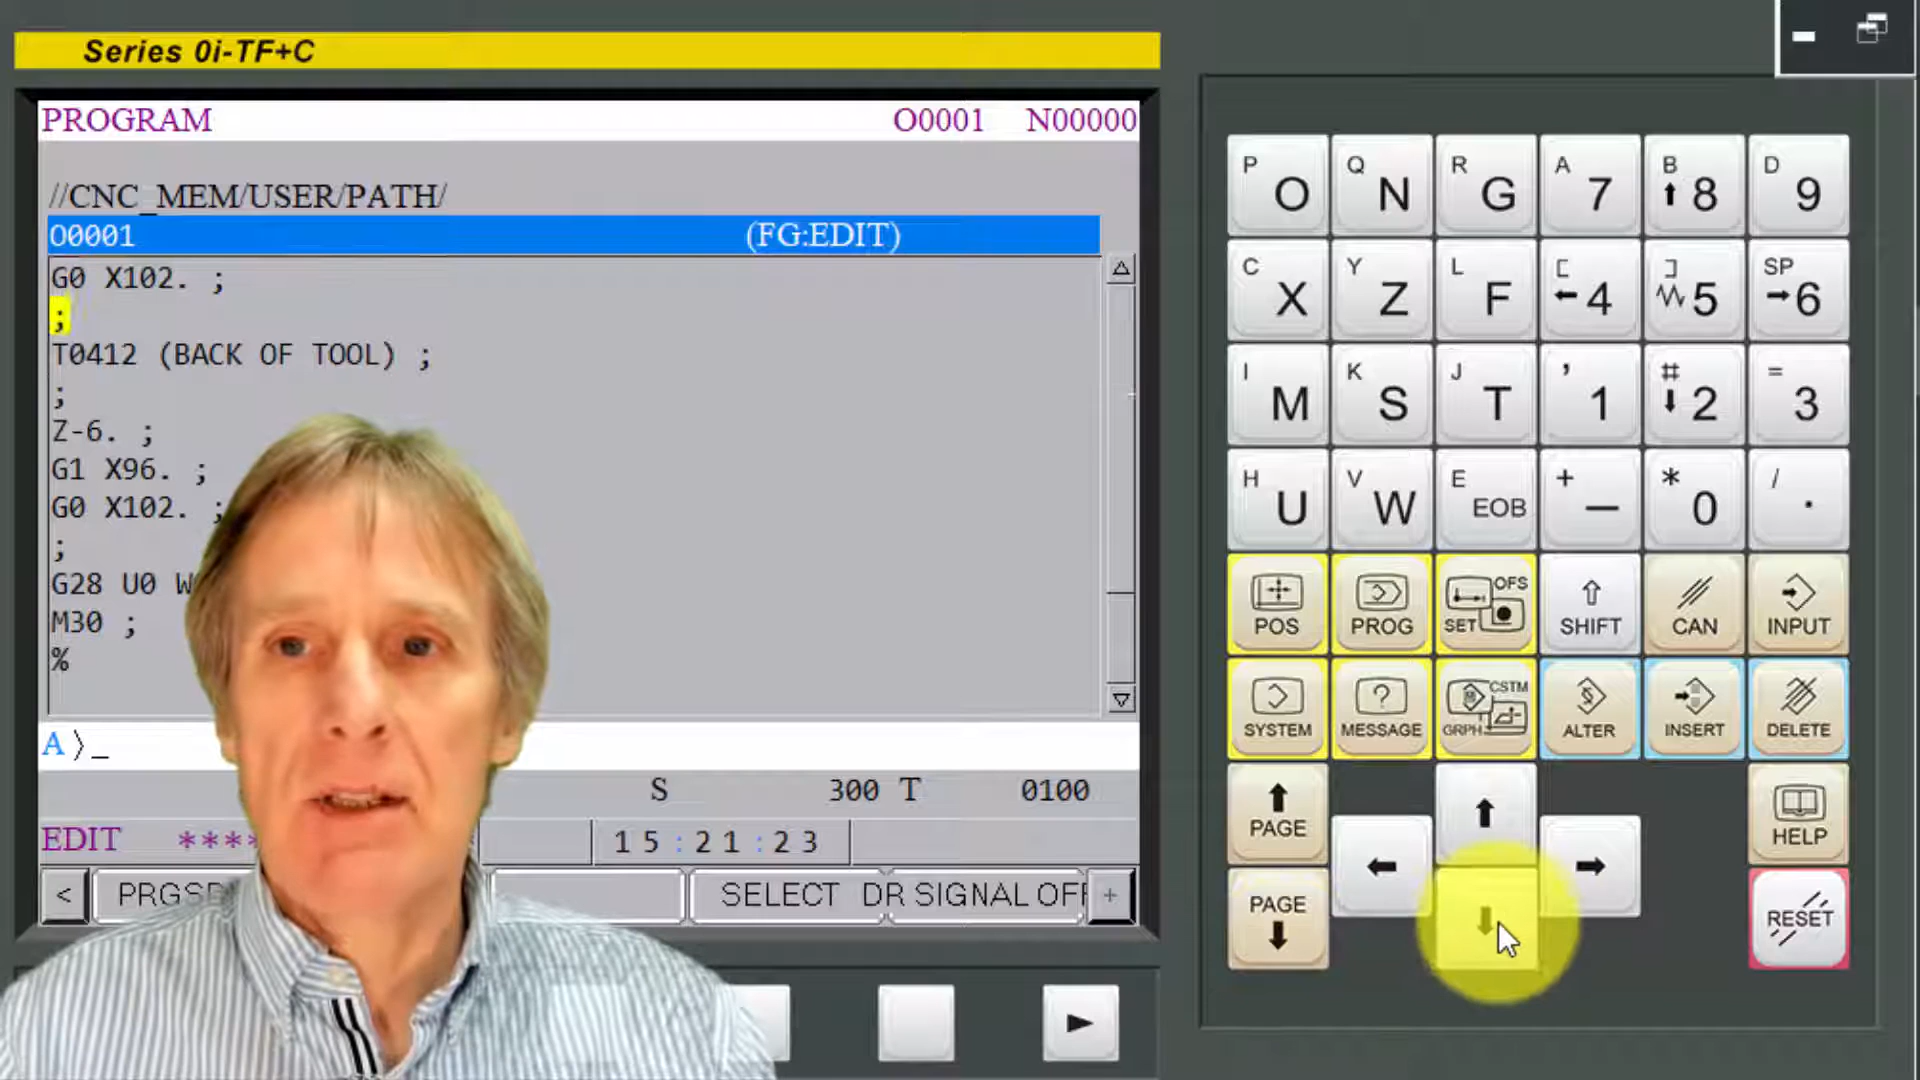 Series 0i-TF+C
PROGRAM O0001 N00000
//CNC_MEM/USER/PATH/
O0001 (FG:EDIT)
G0 X102. ;
;
T0412 (BACK OF TOOL) ;
;
Z-6. ;
G1 X96. ;
G0 X102. ;
;
G28 U0
M30 ;
%
A >_
S 300 T 0100
EDIT **** 15:21:23
< SELECT DR SIGNAL OFF +
P O Q N R G A 7 B 8 D 9
C X Y Z L F [ 4 ] 5 SP 6
I M K S J T , 1 # 2 = 3
H U V W E EOB + - * 0 / .
POS PROG OFS SET SHIFT CAN INPUT
SYSTEM MESSAGE CSTM GRPH ALTER INSERT DELETE
PAGE HELP
PAGE RESET